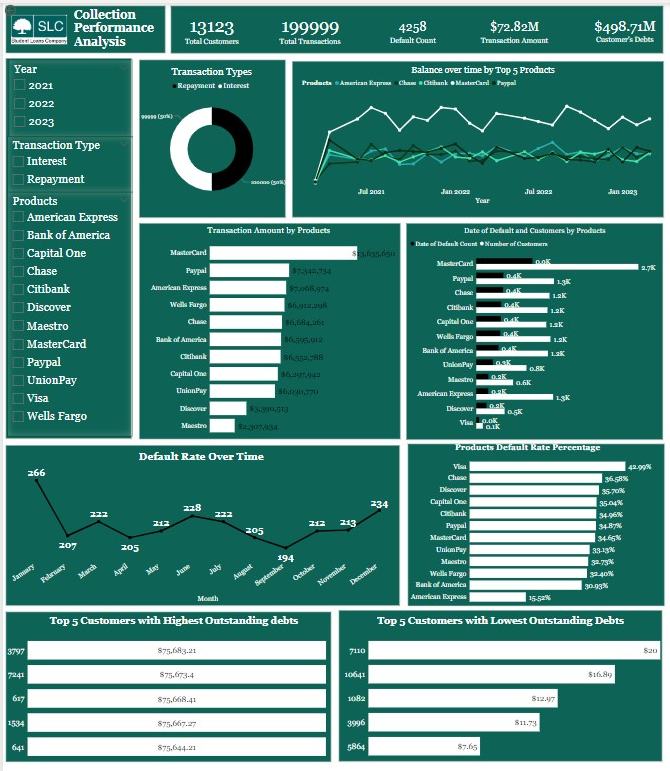 SLC
Student Loans Company
Collection
Performance
Analysis
13123
Total Customers
199999
Total Transactions
4258
Default Count
$72.82M
Transaction Amount
$498.71M
Customer's Debts
Year
2021
2022
2023
Transaction Type
Interest
Repayment
Products
American Express
Bank of America
Capital One
Chase
Citibank
Discover
Maestro
MasterCard
Paypal
UnionPay
Visa
Wells Fargo
Transaction Types
Repayment Interest
99999 (50%)
100000 (50%)
Balance over time by Top 5 Products
Products American Express Chase Citibank MasterCard Paypal
Jul 2021 Jan 2022 Jul 2022 Jan 2023
Year
Transaction Amount by Products
MasterCard $13,635,650
Paypal $7,342,734
American Express $7,068,974
Wells Fargo $6,912,298
Chase $6,684,261
Bank of America $6,595,912
Citibank $6,552,788
Capital One $6,297,942
UnionPay
Discover $3,390,513
Maestro $2,307,934
Date of Default and Customers by Products
Date of Default Count Number of Customers
MasterCard 0.9K 2.7K
Paypal 0.4K 1.3K
Chase 0.4K 1.2K
Citibank 0.4K 1.2K
Capital One 0.4K 1.2K
Wells Fargo 0.4K 1.2K
Bank of America 0.4K 1.2K
UnionPay 0.3K 0.8K
Maestro 0.2K 0.6K
American Express 0.2K 1.3K
Discover 0.2K 0.5K
Visa 0.0K 0.1K
Default Rate Over Time
266 207 222 205 212 228 222 205 194 212 213 234
January February March April May June July August September October November December
Month
Products Default Rate Percentage
Visa 42.99%
Chase 36.58%
Discover 35.70%
Capital One 35.04%
Citibank 34.96%
Paypal 34.87%
MasterCard 34.65%
UnionPay 33.13%
Maestro 32.73%
Wells Fargo 32.40%
Bank of America 30.93%
American Express 15.52%
Top 5 Customers with Highest Outstanding debts
3797 $75,683.21
7241 $75,673.4
617 $75,668.41
1534 $75,667.27
641 $75,644.21
Top 5 Customers with Lowest Outstanding Debts
7110 $20
10641 $16.89
1082 $12.97
3996 $11.73
5864 $7.65